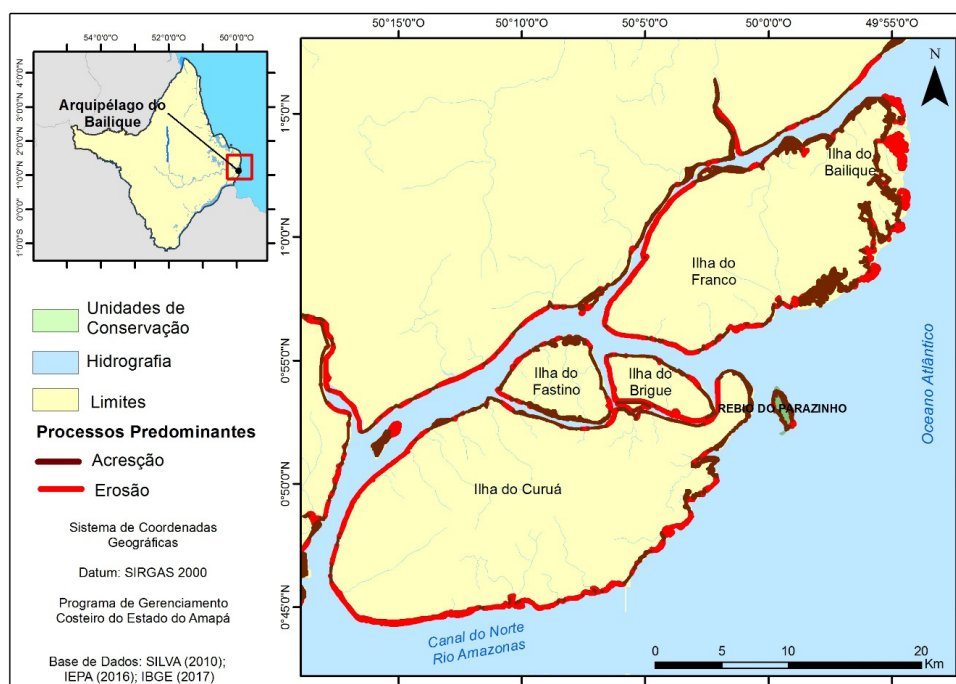 54°0'0"O 52°0'0"O 50°0'0"O
4°0'0"N
3°0'0"N
2°0'0"N
1°0'0"N
0°0'0"N
1°0'0"S
Arquipélago do
Bailique
Unidades de
Conservação
Hidrografia
Limites
Processos Predominantes
Acresção
Erosão
Sistema de Coordenadas
Geográficas
Datum: SIRGAS 2000
Programa de Gerenciamento
Costeiro do Estado do Amapá
Base de Dados: SILVA (2010);
IEPA (2016); IBGE (2017)
50°15'0"O 50°10'0"O 50°5'0"O 50°0'0"O 49°55'0"O
1°5'0"N
1°0'0"N
0°55'0"N
0°50'0"N
0°45'0"N
N
Ilha do
Bailique
Ilha do
Franco
Ilha do
Fastino
Ilha do
Brigue
REBIO DO PARAZINHO
Oceano Atlântico
Ilha do Curuá
Canal do Norte
Rio Amazonas
0 5 10 20
Km